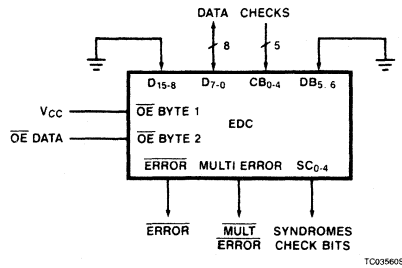 DATA CHECKS
8 5
D15-8 D7-0 CB0-4 DB5, 6
VCC OE BYTE 1
EDC
OE DATA OE BYTE 2
ERROR MULTI ERROR SC0-4
ERROR MULT ERROR SYNDROMES CHECK BITS
TC03560S